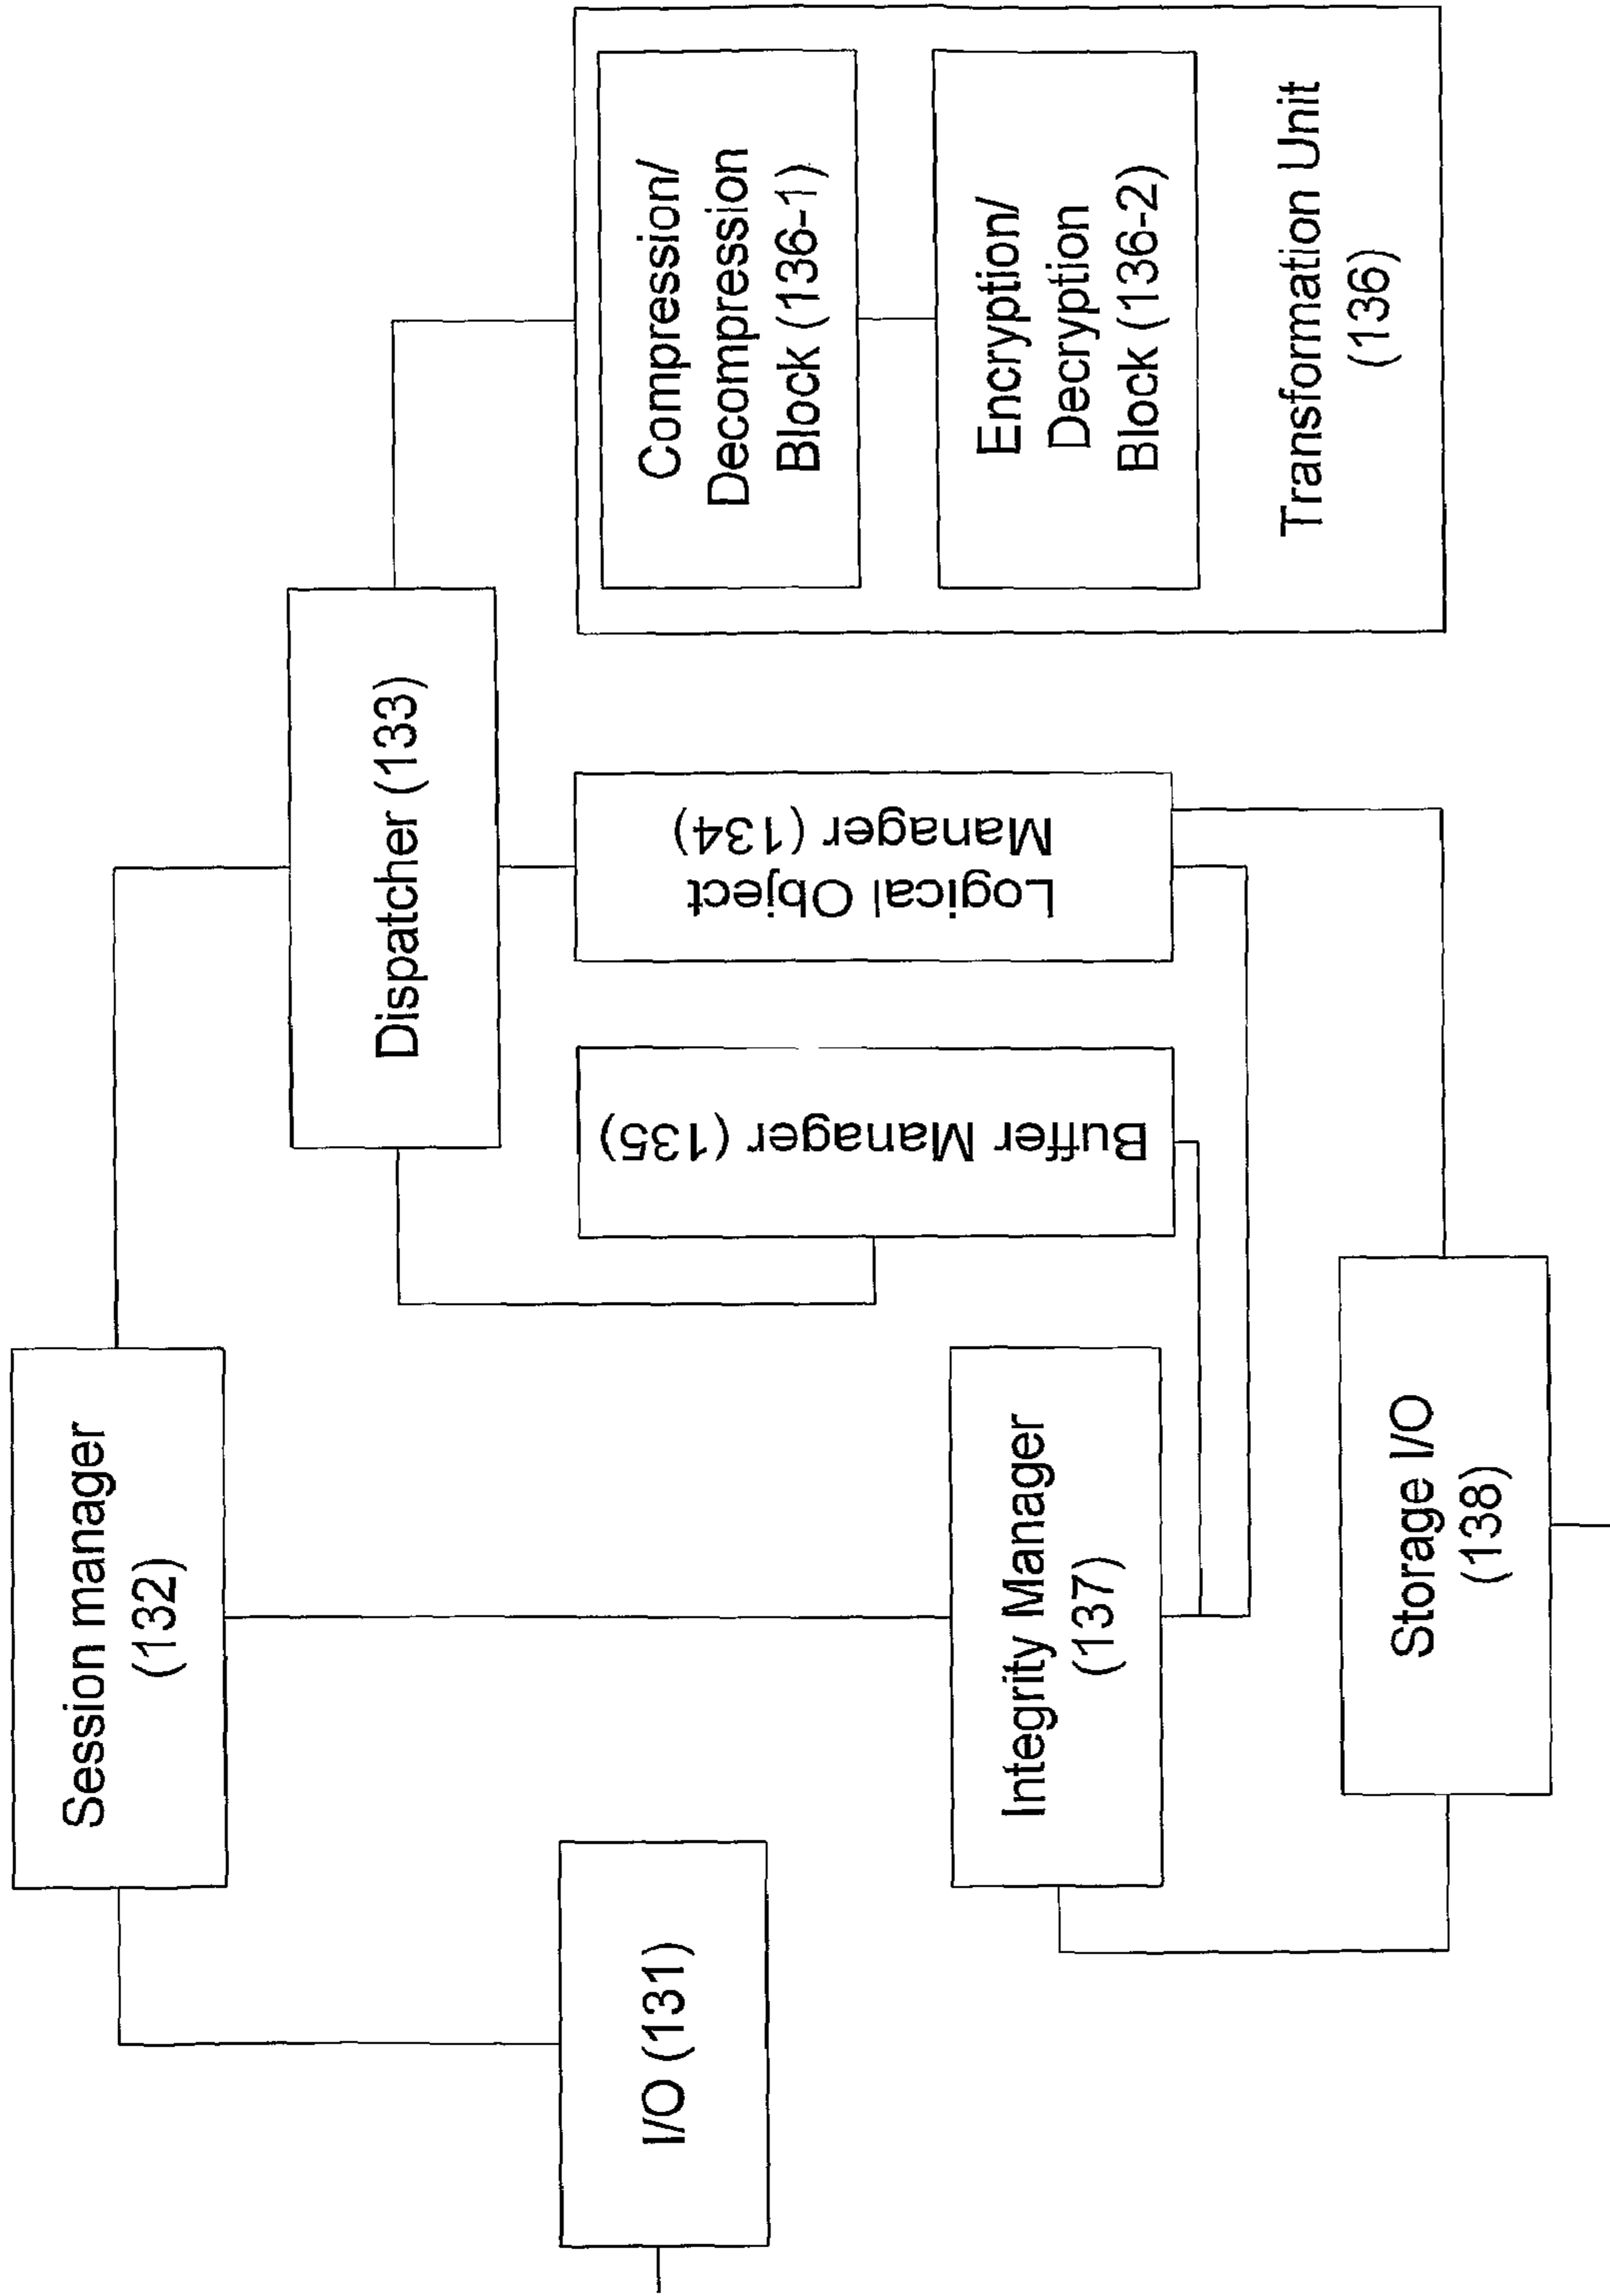 Session manager
(132)
I/O (131)
Dispatcher (133)
Integrity Manager
(137)
Buffer Manager (135)
Logical Object
Manager (134)
Storage I/O
(138)
Compression/
Decompression
Block (136-1)
Encryption/
Decryption
Block (136-2)
Transformation Unit
(136)